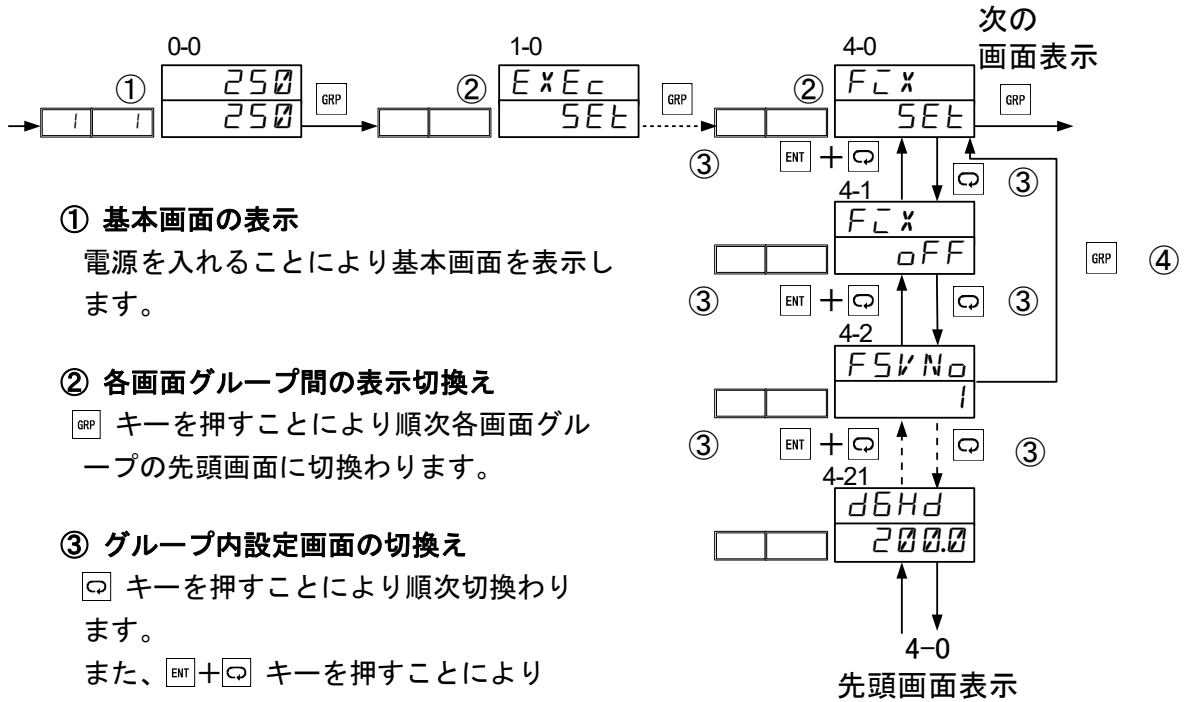 次の
画面表示
0-0
1-0
4-0
① 250 GRP ② EXEc GRP ② FiX GRP
1 1 250 SEt SEt
③ ENT + ③
4-1
FiX
oFF
GRP ④
③ ENT + ③
4-2
FSVNo
1
③ ENT + ③
4-21
dGHd
200.0
4-0
先頭画面表示
① 基本画面の表示
電源を入れることにより基本画面を表示し
ます。
② 各画面グループ間の表示切換え
GRP キーを押すことにより順次各画面グル
ープの先頭画面に切換わります。
③ グループ内設定画面の切換え
キーを押すことにより順次切換わり
ます。
また、ENT+ キーを押すことにより